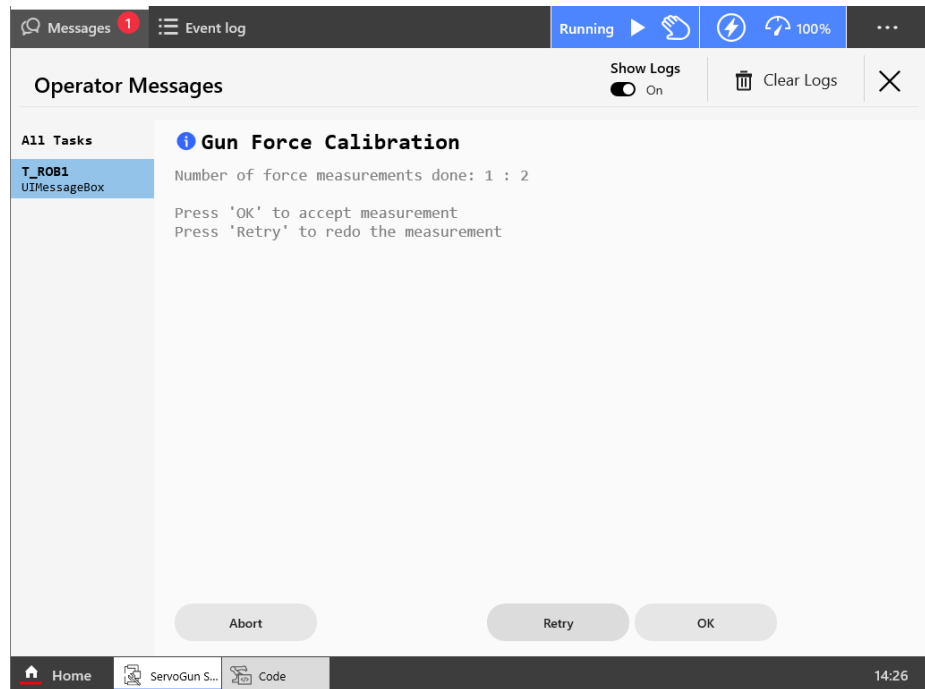 Messages 1
Event log
Running
100%
...
Operator Messages
Show Logs
On
Clear Logs
All Tasks
T_ROB1
UIMessageBox
Gun Force Calibration
Number of force measurements done: 1 : 2
Press 'OK' to accept measurement
Press 'Retry' to redo the measurement
Abort
Retry
OK
Home
ServoGun S...
Code
14:26